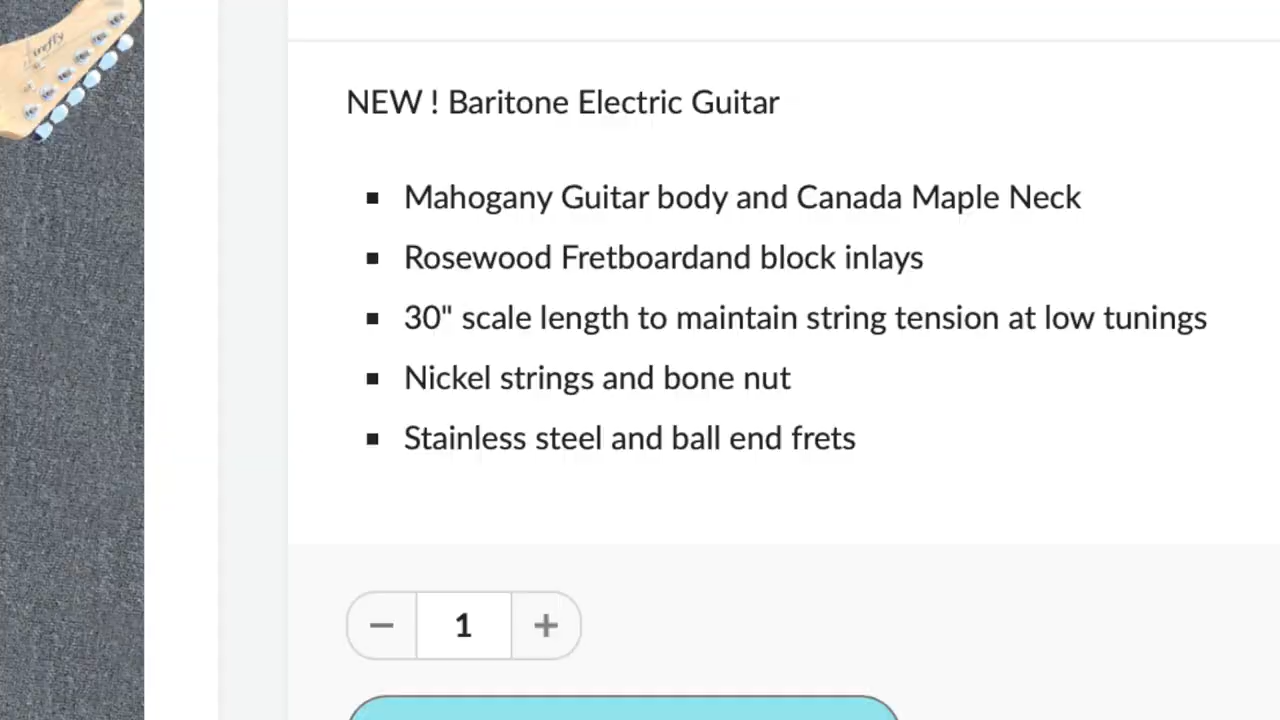 firefly
NEW ! Baritone Electric Guitar
Mahogany Guitar body and Canada Maple Neck
Rosewood Fretboardand block inlays
30" scale length to maintain string tension at low tunings
Nickel strings and bone nut
Stainless steel and ball end frets
− 1 +